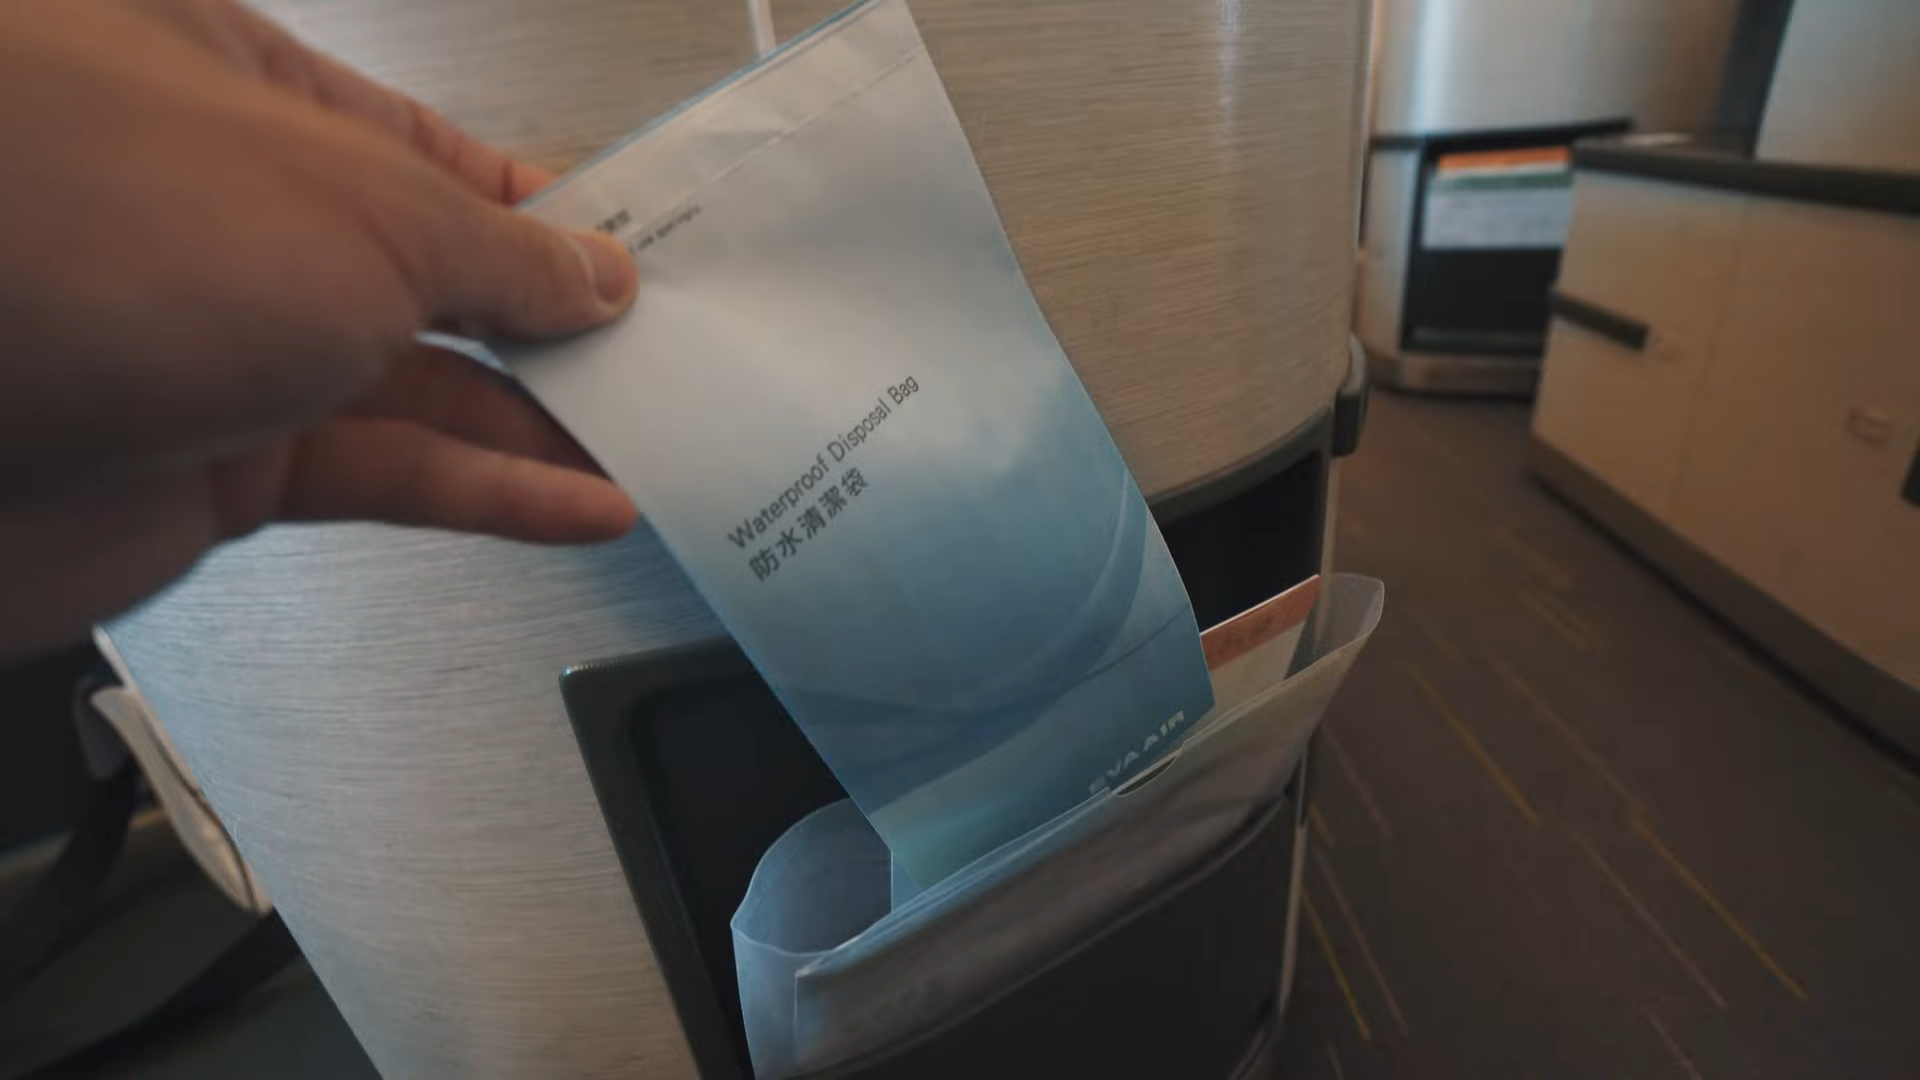 Waterproof Disposal Bag
防水清潔袋
EVA AIR